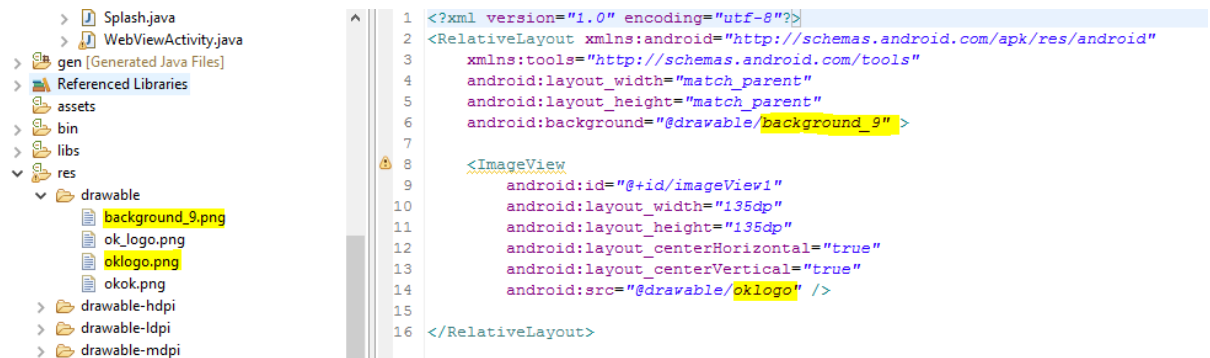 Splash.java
WebViewActivity.java
gen [Generated Java Files]
Referenced Libraries
assets
bin
libs
res
drawable
background_9.png
ok_logo.png
oklogo.png
okok.png
drawable-hdpi
drawable-ldpi
drawable-mdpi
1 <?xml version="1.0" encoding="utf-8"?>
2 <RelativeLayout xmlns:android="http://schemas.android.com/apk/res/android"
3 xmlns:tools="http://schemas.android.com/tools"
4 android:layout_width="match_parent"
5 android:layout_height="match_parent"
6 android:background="@drawable/background_9" >
7
8 <ImageView
9 android:id="@+id/imageView1"
10 android:layout_width="135dp"
11 android:layout_height="135dp"
12 android:layout_centerHorizontal="true"
13 android:layout_centerVertical="true"
14 android:src="@drawable/oklogo" />
15
16 </RelativeLayout>